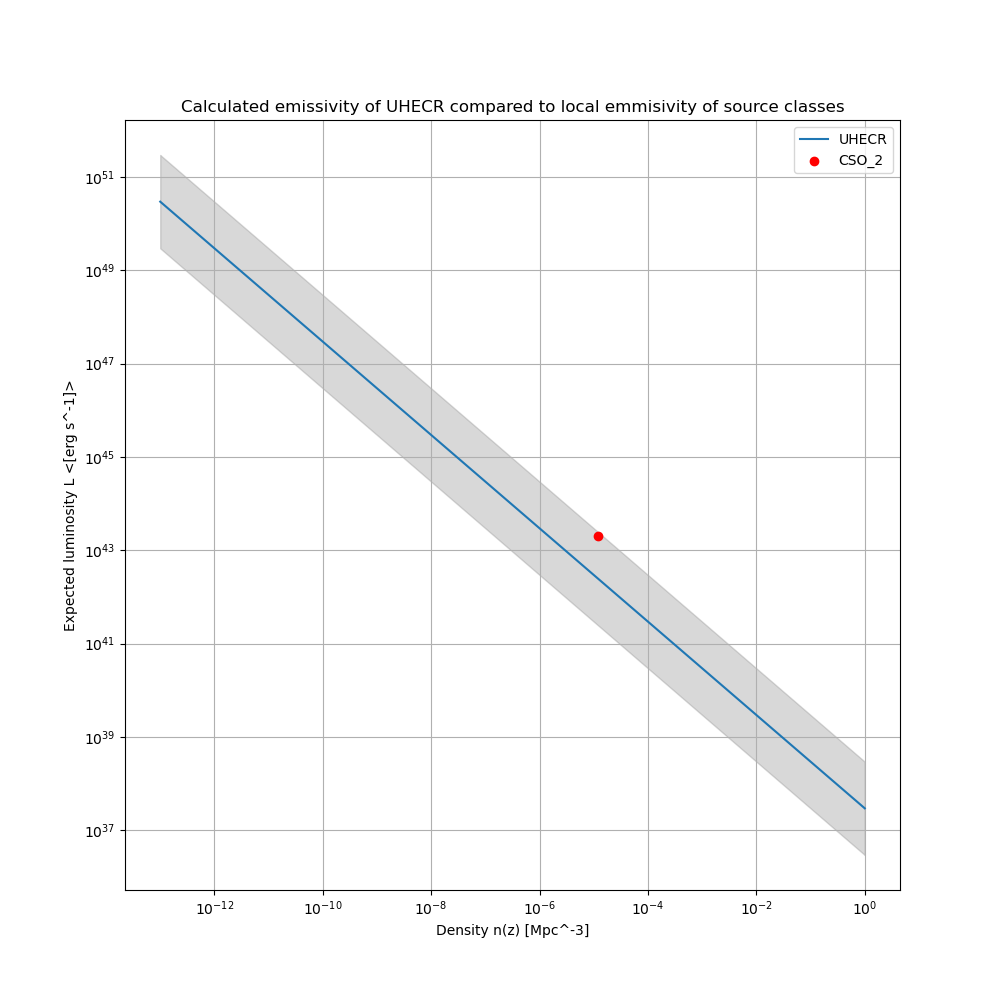 Calculated emissivity of UHECR compared to local emmisivity of source classes
UHECR
CSO_2
10^51
10^49
10^47
10^45
10^43
10^41
10^39
10^37
Expected luminosity L <[erg s^-1]>
10^-12 10^-10 10^-8 10^-6 10^-4 10^-2 10^0
Density n(z) [Mpc^-3]